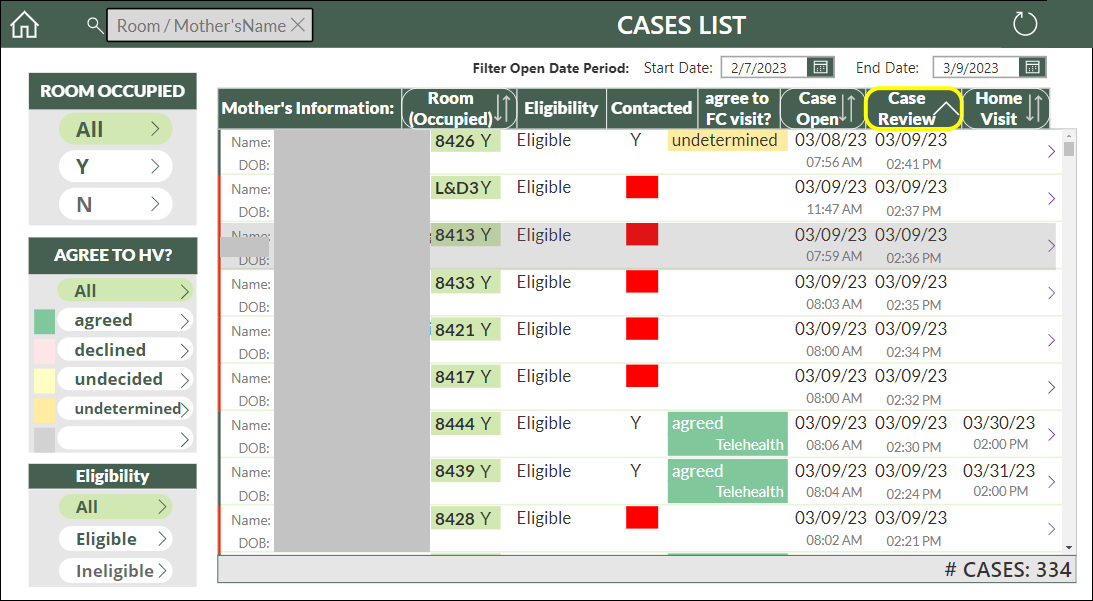 Room / Mother'sName
CASES LIST
Filter Open Date Period: Start Date: 2/7/2023 End Date: 3/9/2023
ROOM OCCUPIED
All
Y
N
AGREE TO HV?
All
agreed
declined
undecided
undetermined
Eligibility
All
Eligible
Ineligible
Mother's Information: Room (Occupied) Eligibility Contacted agree to FC visit? Case Open Case Review Home Visit
Name: 8426 Y Eligible Y undetermined 03/08/23 03/09/23
DOB: 07:56 AM 02:41 PM
Name: L&D3 Y Eligible 03/09/23 03/09/23
DOB: 11:47 AM 02:37 PM
Name: 8413 Y Eligible 03/09/23 03/09/23
DOB: 07:59 AM 02:36 PM
Name: 8433 Y Eligible 03/09/23 03/09/23
DOB: 08:03 AM 02:35 PM
Name: 8421 Y Eligible 03/09/23 03/09/23
DOB: 08:00 AM 02:34 PM
Name: 8417 Y Eligible 03/09/23 03/09/23
DOB: 08:00 AM 02:32 PM
Name: 8444 Y Eligible Y agreed 03/09/23 03/09/23 03/30/23
DOB: Telehealth 08:06 AM 02:30 PM 02:00 PM
Name: 8439 Y Eligible Y agreed 03/09/23 03/09/23 03/31/23
DOB: Telehealth 08:04 AM 02:24 PM 02:00 PM
Name: 8428 Y Eligible 03/09/23 03/09/23
DOB: 08:02 AM 02:21 PM
# CASES: 334